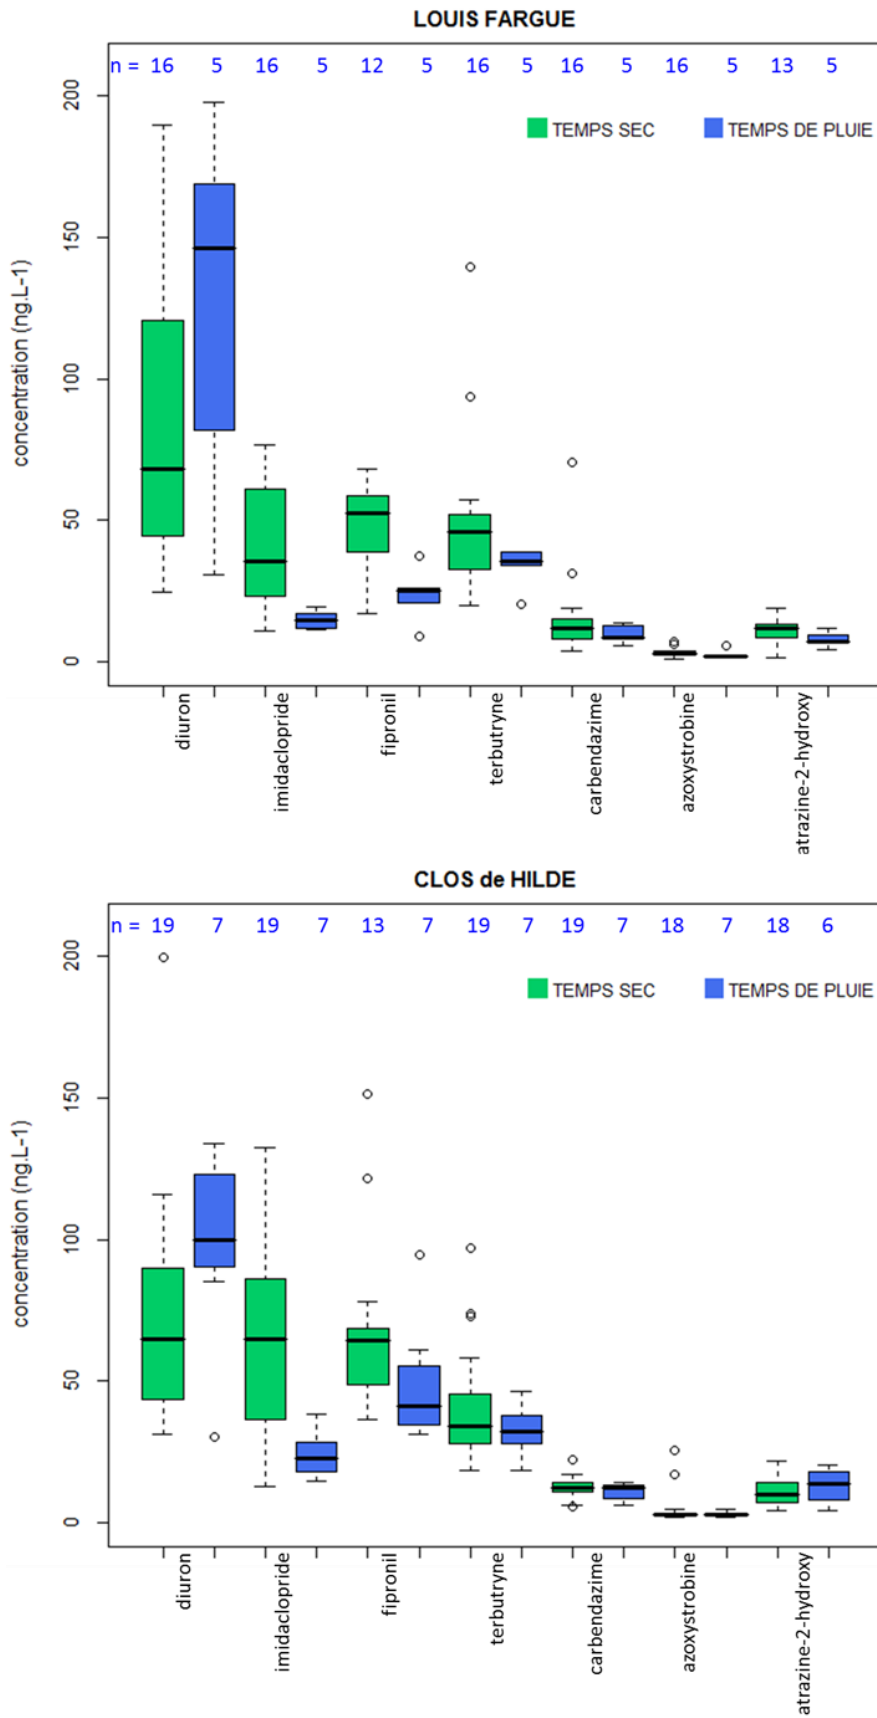 LOUIS FARGUE
n = 16 5 16 5 12 5 16 5 16 5 16 5 13 5
TEMPS SEC TEMPS DE PLUIE
concentration (ng.L-1)
200
150
100
50
0
diuron
imidaclopride
fipronil
terbutryne
carbendazime
azoxystrobine
atrazine-2-hydroxy
CLOS de HILDE
n = 19 7 19 7 13 7 19 7 19 7 18 7 18 6
TEMPS SEC TEMPS DE PLUIE
concentration (ng.L-1)
200
150
100
50
0
diuron
imidaclopride
fipronil
terbutryne
carbendazime
azoxystrobine
atrazine-2-hydroxy